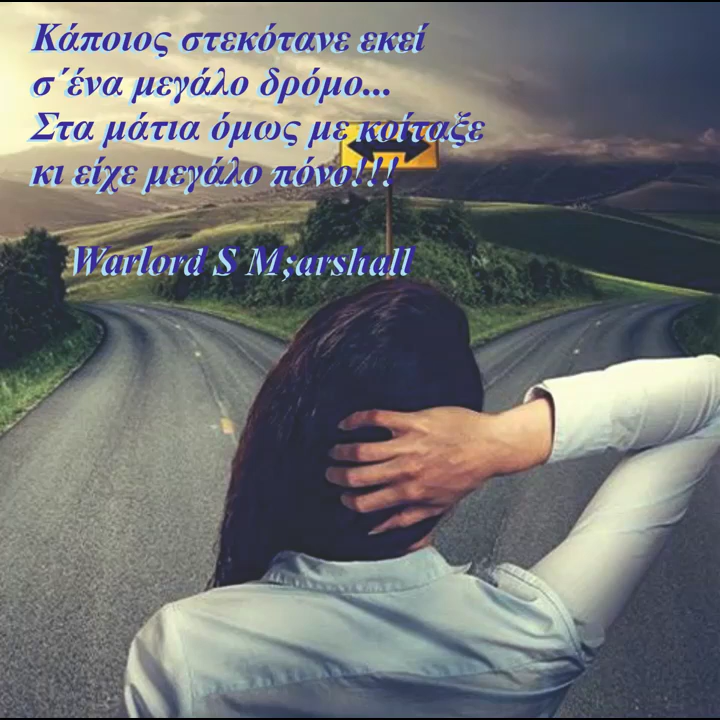 Κάποιος στεκότανε εκεί
σ΄ένα μεγάλο δρόμο...
Στα μάτια όμως με κοίταξε
κι είχε μεγάλο πόνο!!!
Warlord S M;arshall